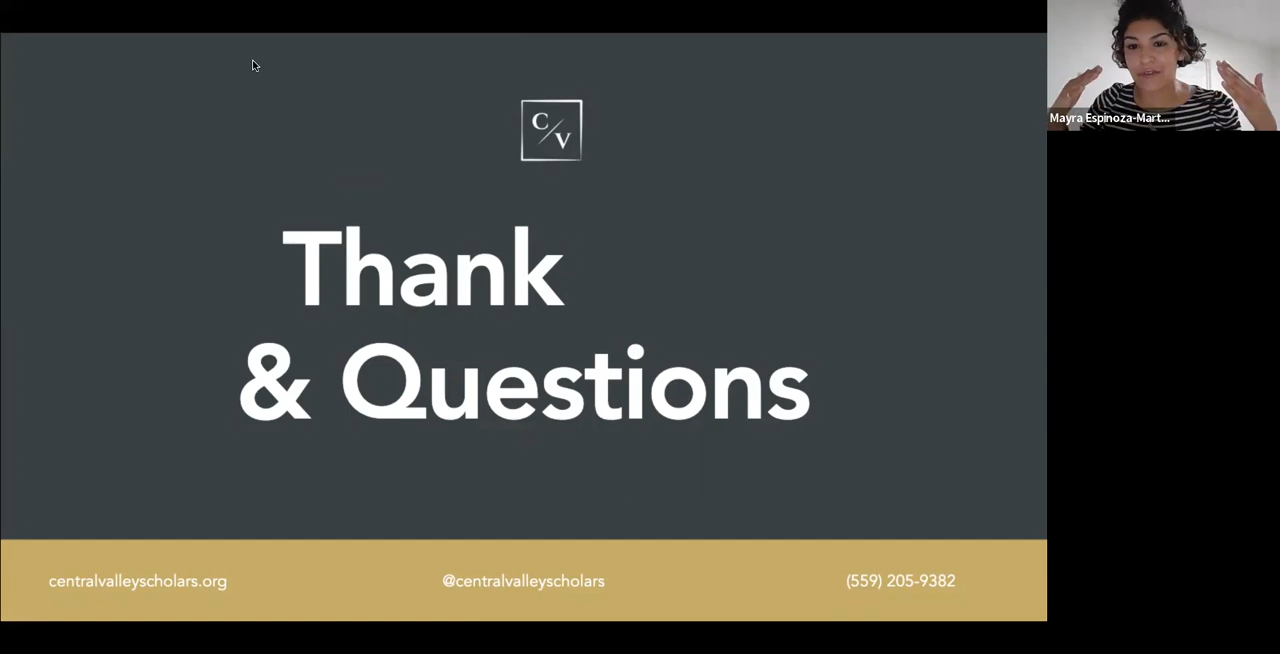 C
V
Thank
& Questions
centralvalleyscholars.org
@centralvalleyscholars
(559) 205-9382
Mayra Espinoza-Mart...